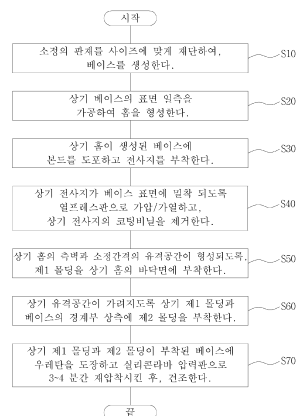 시작
소정의 판재를 사이즈에 맞게 재단하여,
베이스를 생성한다.
S10
상기 베이스의 표면 일측을
가공하여 홈을 형성한다.
S20
상기 홈이 생성된 베이스에
본드를 도포하고 전사지를 부착한다.
S30
상기 전사지가 베이스 표면에 밀착 되도록
열프레스판으로 가압/가열하고,
상기 전사지의 코팅비닐을 제거한다.
S40
상기 홈의 측벽과 소정간격의 유격공간이 형성되도록,
제1 몰딩을 상기 홈의 바닥면에 부착한다.
S50
상기 유격공간이 가려지도록 상기 제1 몰딩과
베이스의 경계부 상측에 제2 몰딩을 부착한다.
S60
상기 제1 몰딩과 제2 몰딩이 부착된 베이스에
우레탄을 도장하고 실리콘라바 압력판으로
3~4 분간 재압착시킨 후, 건조한다.
S70
끝